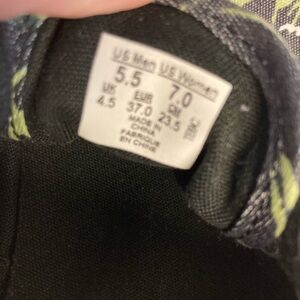 US Men US Women
5.5 7.0
UK EUR CM
4.5 37.0 23.5
MADE IN
CHINA
FABRIQUE
EN CHINE